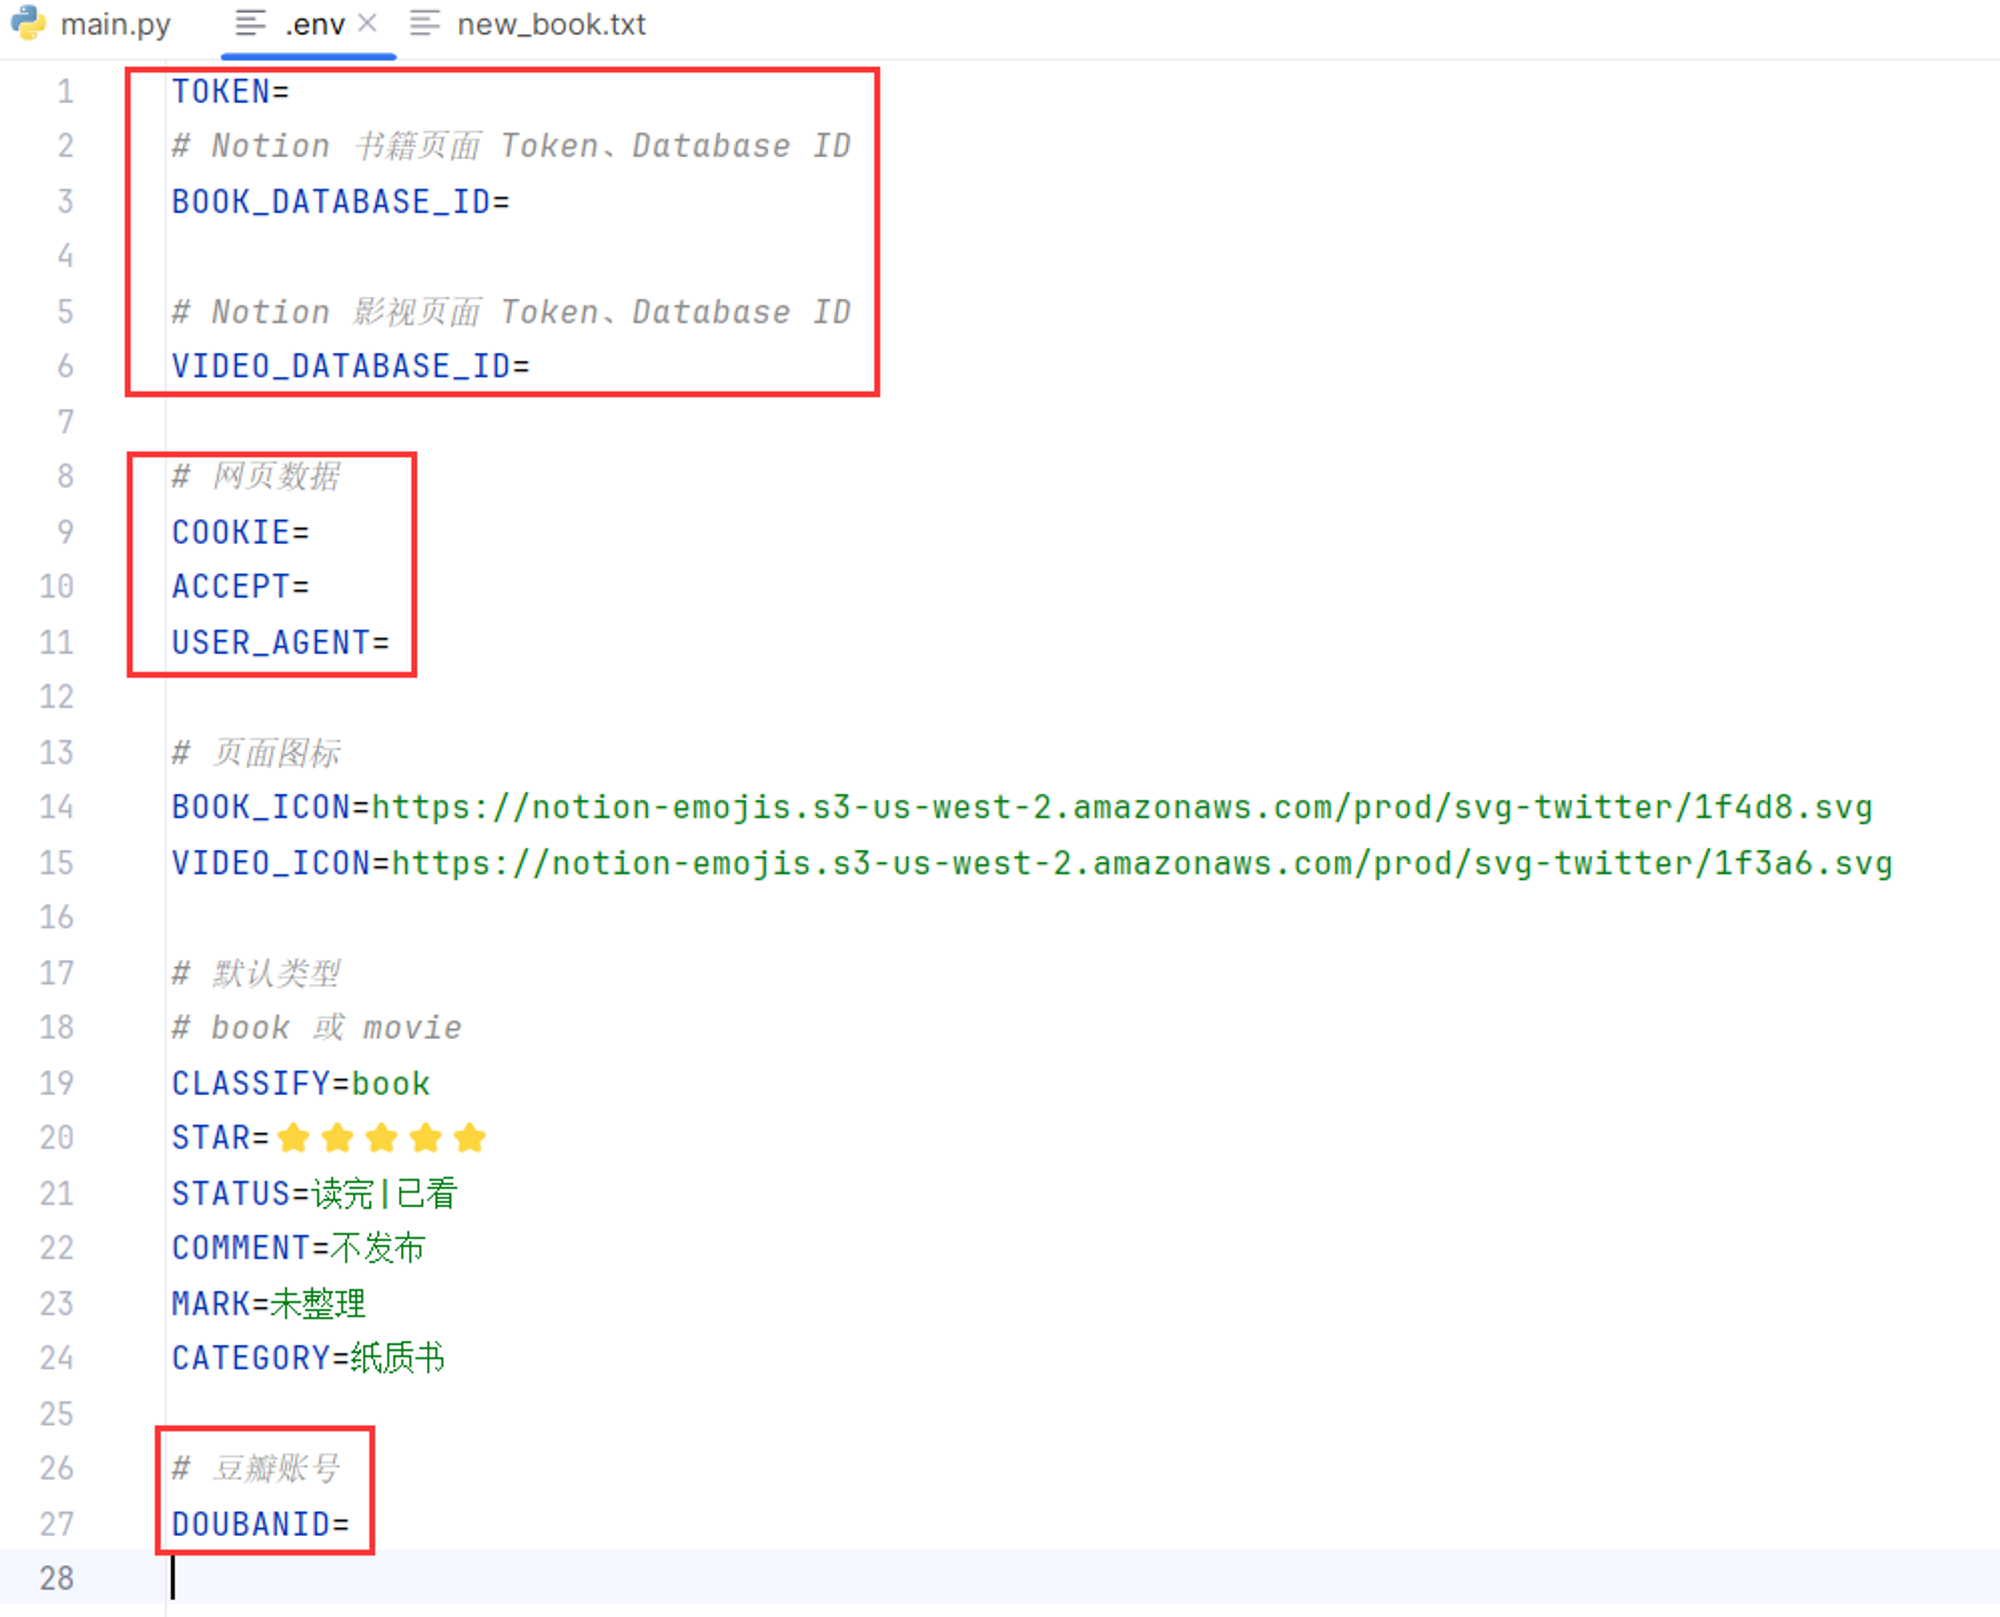 main.py .env new_book.txt
1 TOKEN=
2 # Notion 书籍页面 Token、Database ID
3 BOOK_DATABASE_ID=
4
5 # Notion 影视页面 Token、Database ID
6 VIDEO_DATABASE_ID=
7
8 # 网页数据
9 COOKIE=
10 ACCEPT=
11 USER_AGENT=
12
13 # 页面图标
14 BOOK_ICON=https://notion-emojis.s3-us-west-2.amazonaws.com/prod/svg-twitter/1f4d8.svg
15 VIDEO_ICON=https://notion-emojis.s3-us-west-2.amazonaws.com/prod/svg-twitter/1f3a6.svg
16
17 # 默认类型
18 # book 或 movie
19 CLASSIFY=book
20 STAR=⭐⭐⭐⭐⭐
21 STATUS=读完|已看
22 COMMENT=不发布
23 MARK=未整理
24 CATEGORY=纸质书
25
26 # 豆瓣账号
27 DOUBANID=
28